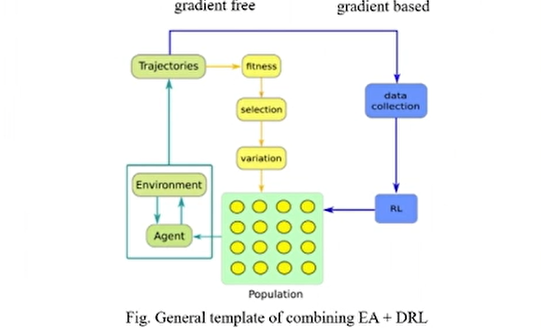 gradient free
gradient based
Trajectories
fitness
data
collection
selection
variation
Environment
RL
Agent
Population
Fig. General template of combining EA + DRL